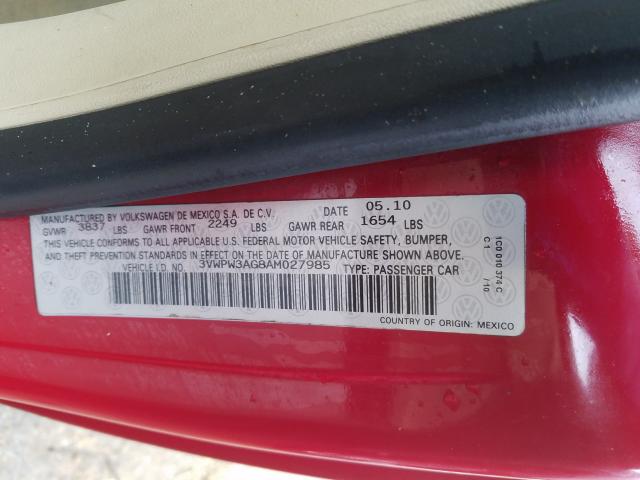 MANUFACTURED BY VOLKSWAGEN DE MEXICO S.A. DE C.V. DATE 05.10
GVWR 3837 LBS GAWR FRONT 2249 LBS GAWR REAR 1654 LBS
THIS VEHICLE CONFORMS TO ALL APPLICABLE U.S. FEDERAL MOTOR VEHICLE SAFETY, BUMPER,
AND THEFT PREVENTION STANDARDS IN EFFECT ON THE DATE OF MANUFACTURE SHOWN ABOVE.
VEHICLE I.D. NO.: 3VWPW3AG8AM027985 TYPE: PASSENGER CAR
COUNTRY OF ORIGIN: MEXICO
1C0 010 374 C
C11 /10